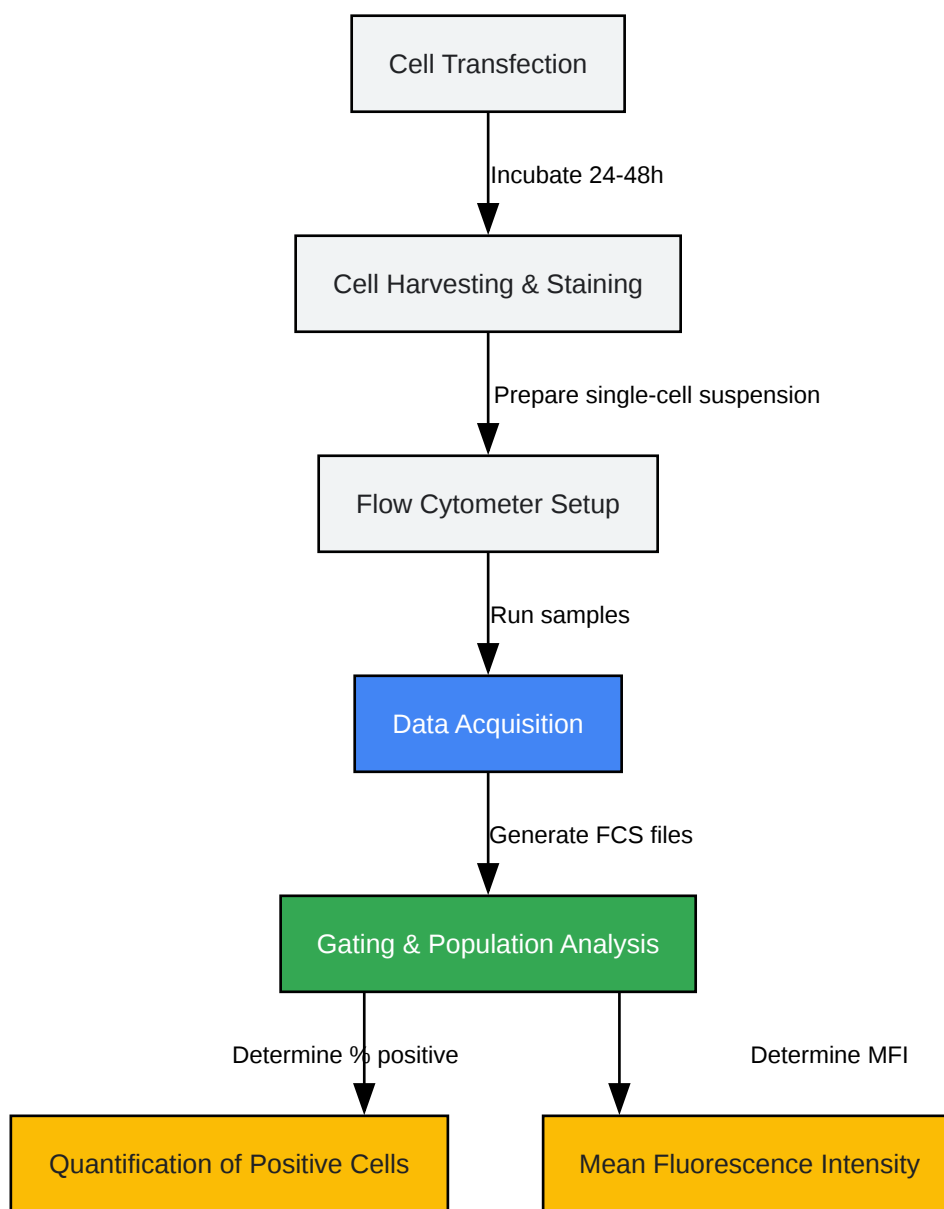 Cell Transfection
Incubate 24-48h
Cell Harvesting & Staining
Prepare single-cell suspension
Flow Cytometer Setup
Run samples
Data Acquisition
Generate FCS files
Gating & Population Analysis
Determine % positive
Determine MFI
Quantification of Positive Cells
Mean Fluorescence Intensity